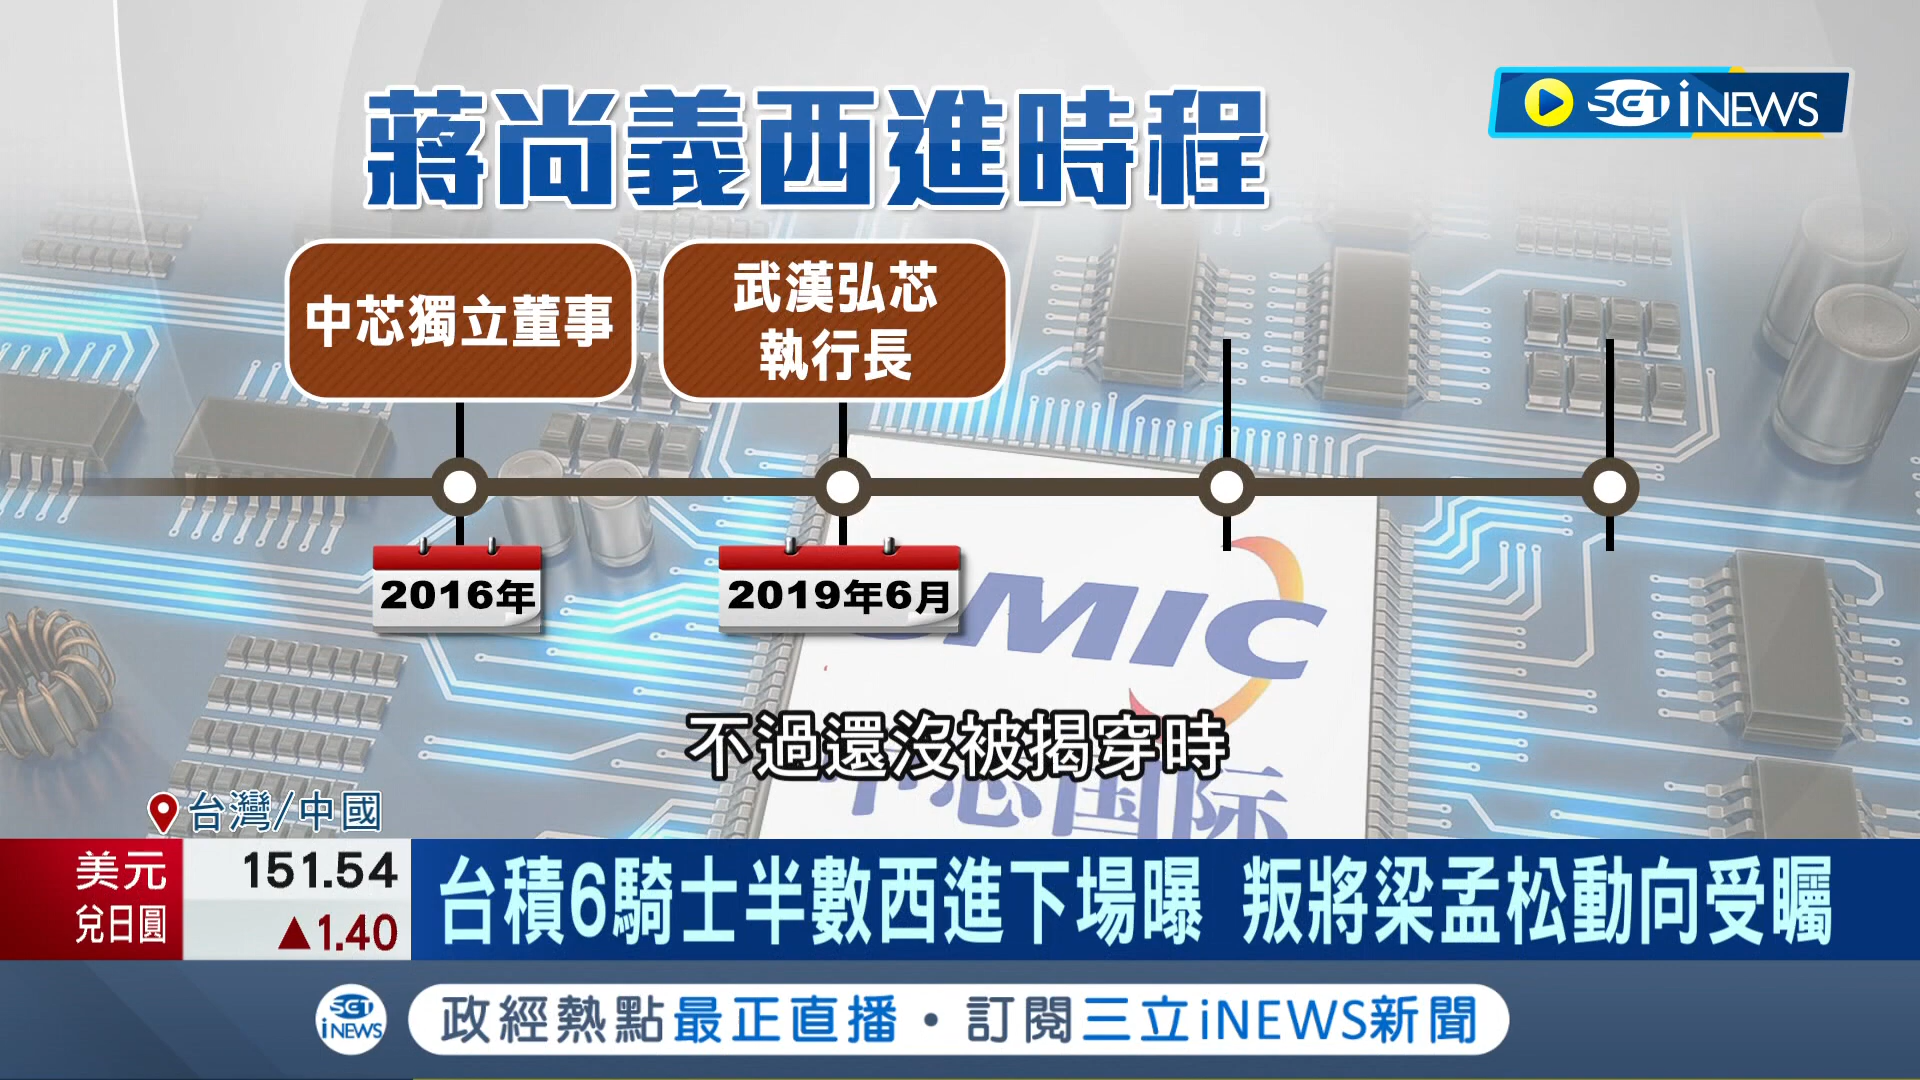 蔣尚義西進時程
SET iNEWS
中芯獨立董事
武漢弘芯
執行長
2016年
2019年6月
SMIC
中芯国际
不過還沒被揭穿時
台灣/中國
美元
兌日圓
151.54
▲1.40
台積6騎士半數西進下場曝 叛將梁孟松動向受矚
SET
iNEWS
政經熱點最正直播・訂閱三立iNEWS新聞